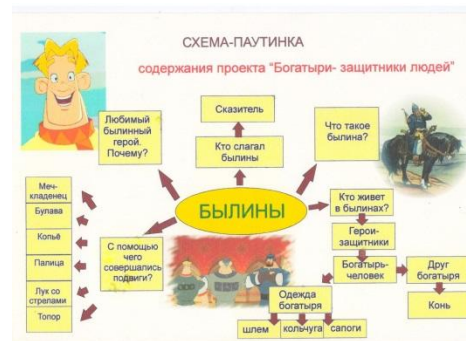 СХЕМА-ПАУТИНКА
содержания проекта "Богатыри- защитники людей"
Любимый
былинный
герой.
Почему?
Сказитель
Кто слагал
былины
Что такое
былина?
БЫЛИНЫ
Меч-
кладенец
Булава
Копьё
Палица
Лук со
стрелами
Топор
С помощью
чего
совершались
подвиги?
Кто живет
в былинах?
Герои-
защитники
Богатырь-
человек
Друг
богатыря
Конь
Одежда
богатыря
шлем
кольчуга
сапоги